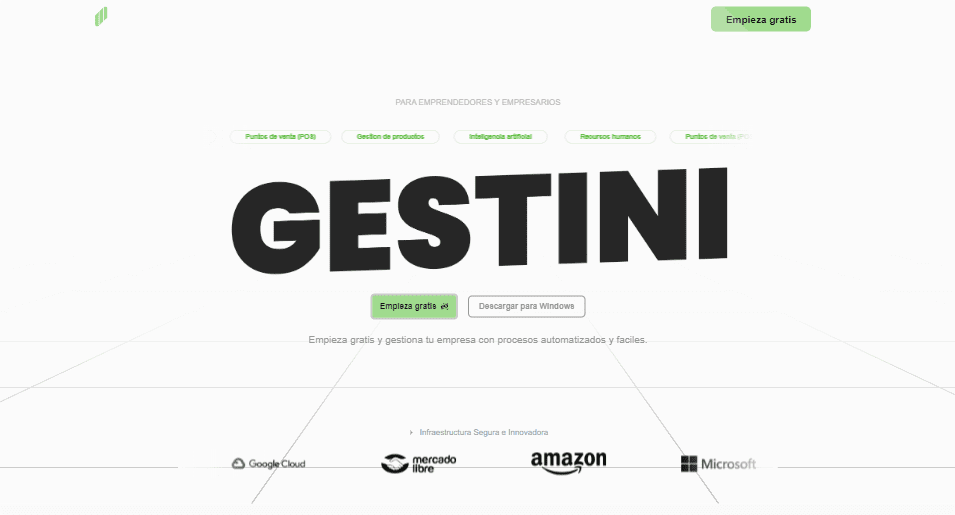 Empieza gratis
PARA EMPRENDEDORES Y EMPRESARIOS
Puntos de venta (POS) Gestion de productos Inteligencia artificial Recursos humanos Puntos de venta
GESTINI
Empieza gratis Descargar para Windows
Empieza gratis y gestiona tu empresa con procesos automatizados y faciles.
Infraestructura Segura e Innovadora
Google Cloud mercado libre amazon Microsoft